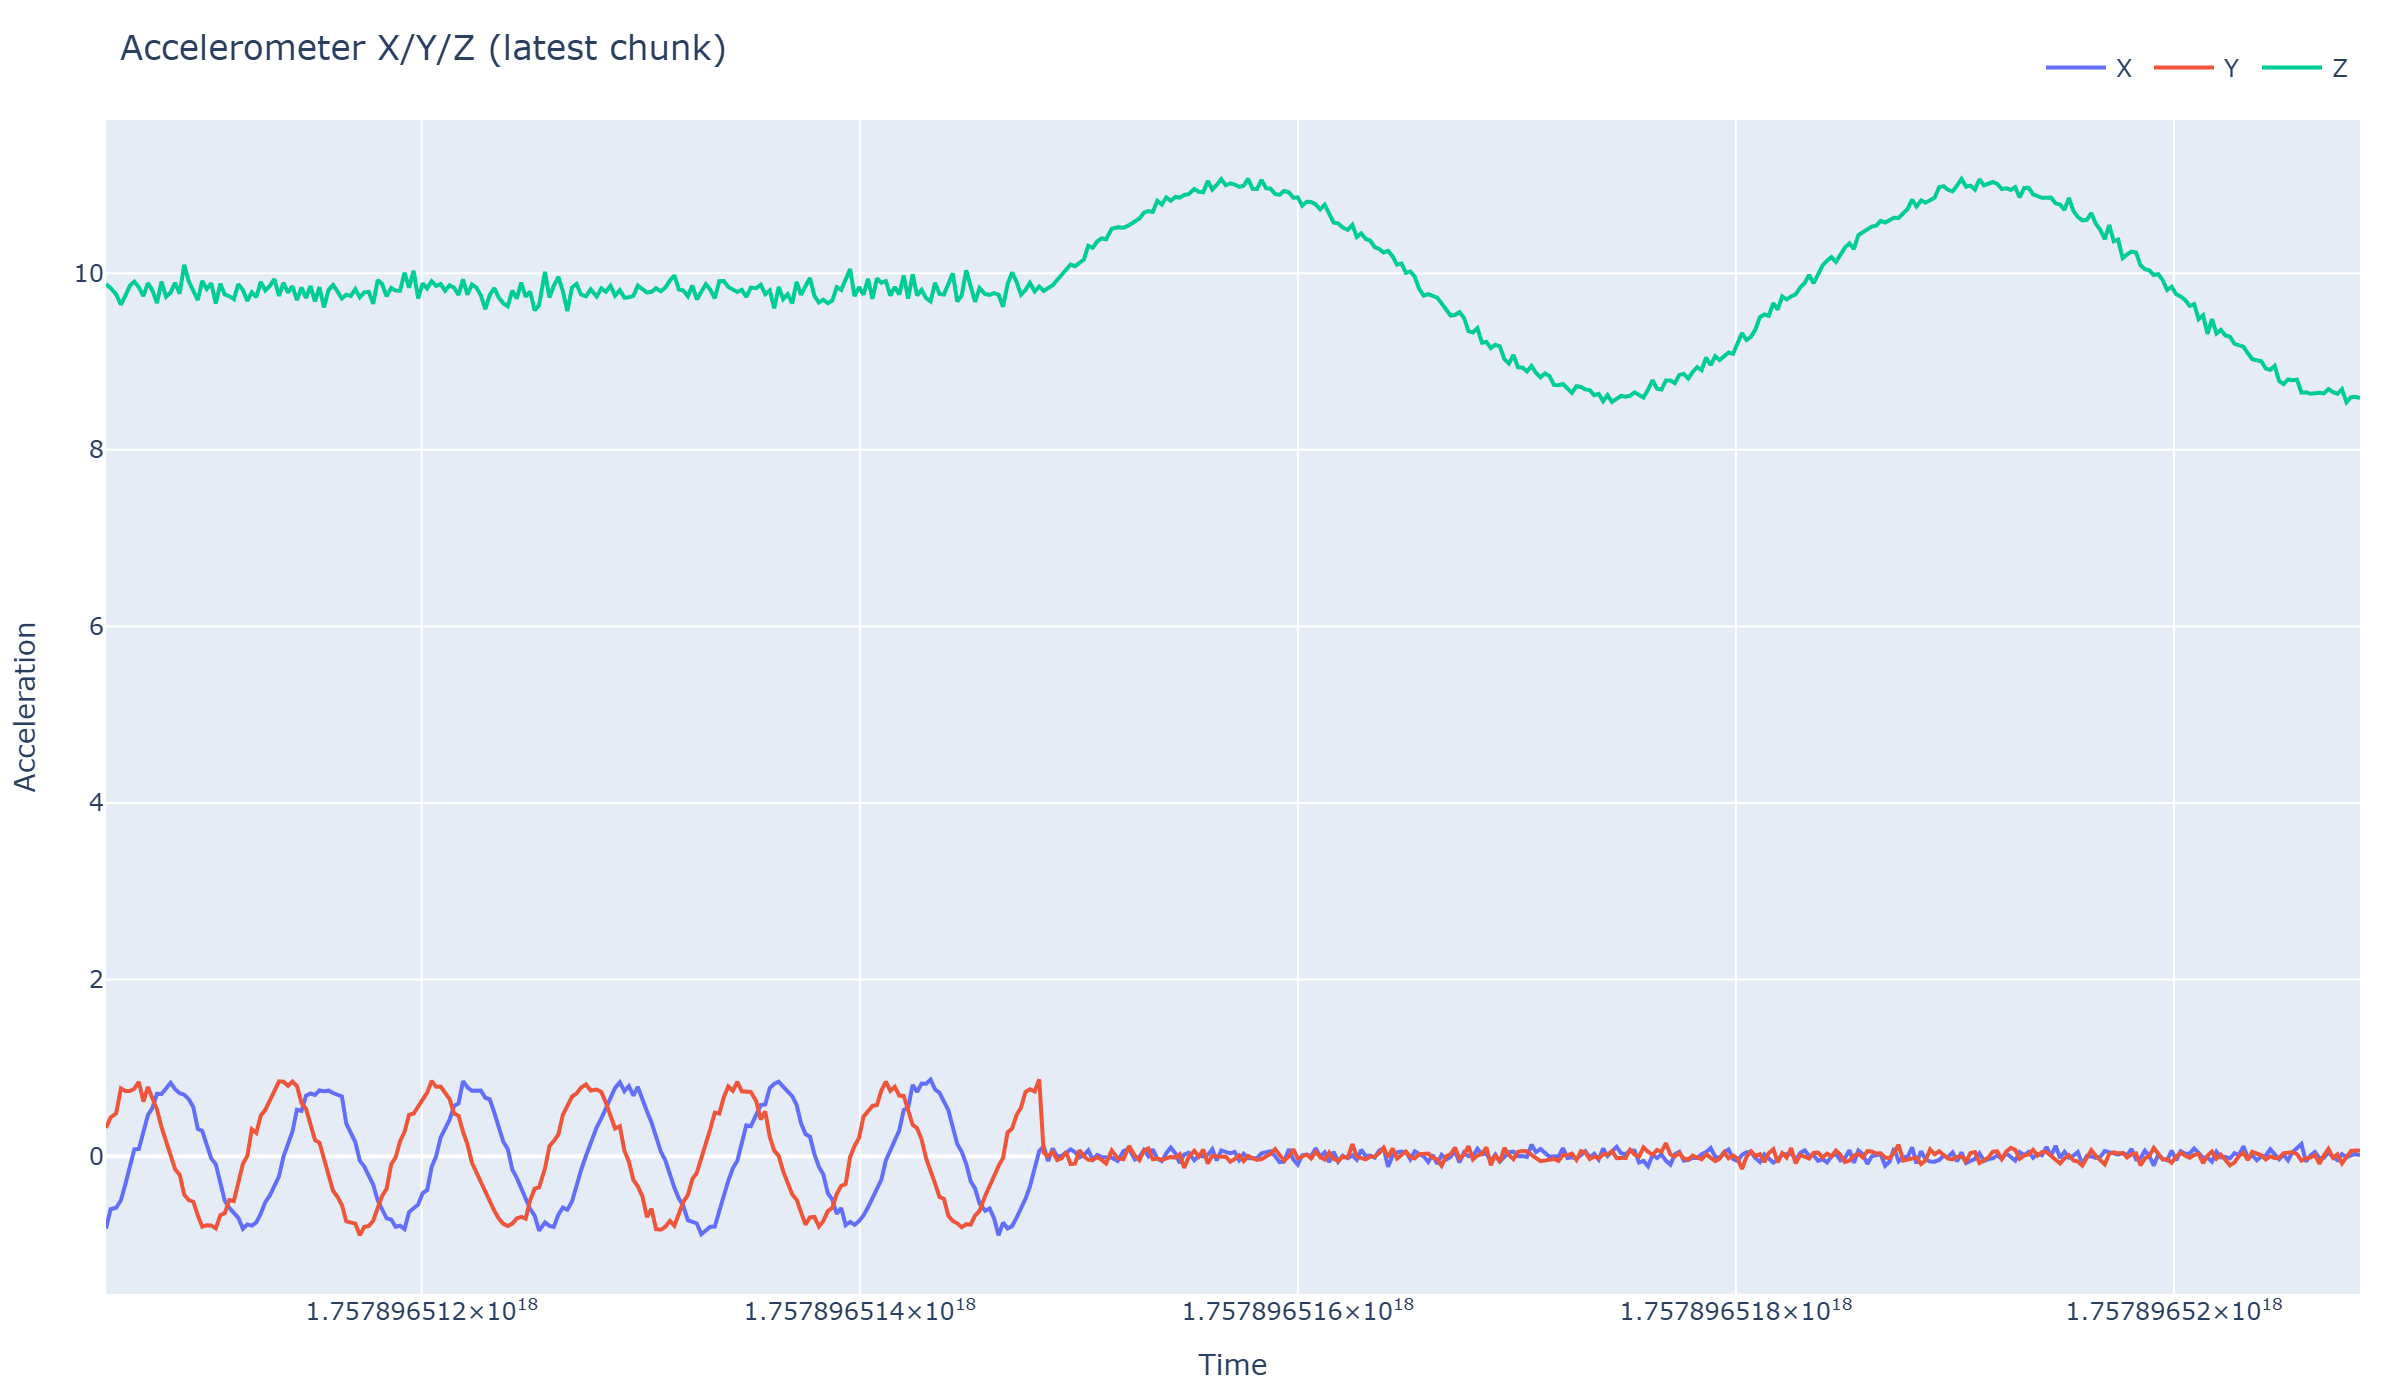 Accelerometer X/Y/Z (latest chunk)
X Y Z
Acceleration
10
8
6
4
2
0
1.757896512×10¹⁸ 1.757896514×10¹⁸ 1.757896516×10¹⁸ 1.757896518×10¹⁸ 1.75789652×10¹⁸
Time